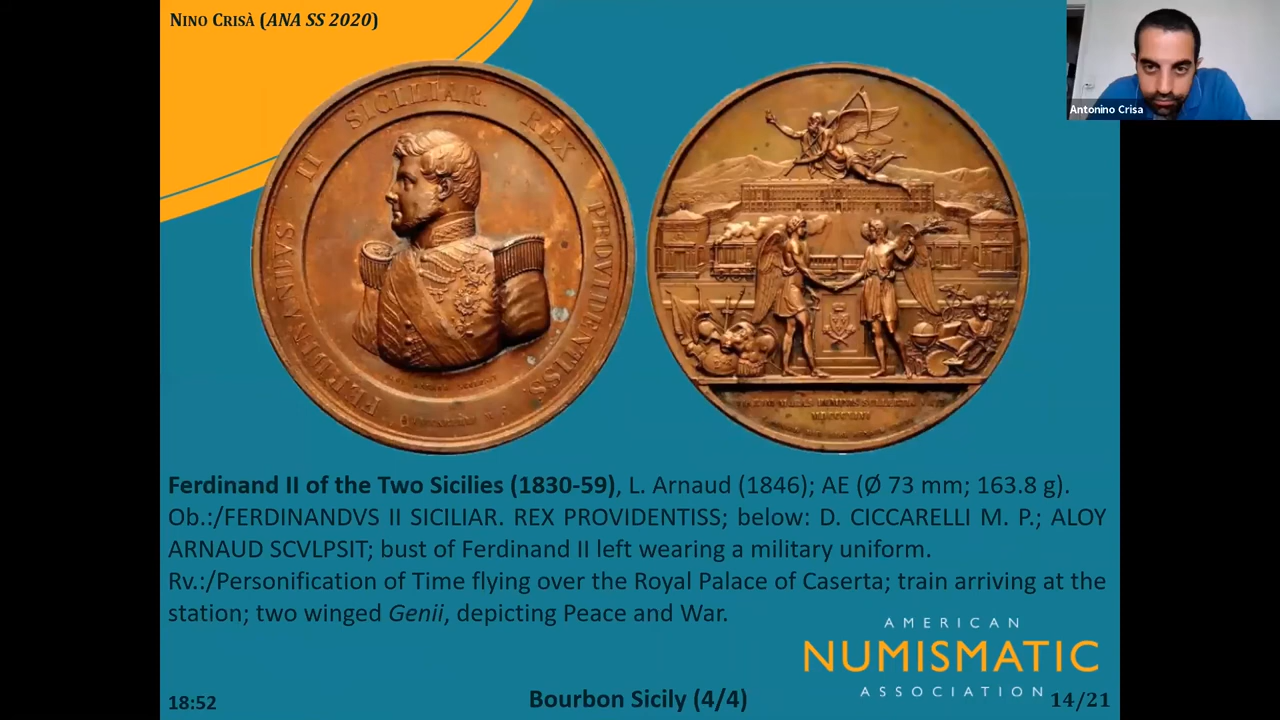 NINO CRISÀ (ANA SS 2020)
Antonino Crisa
FERDINANDVS II SICILIAR. REX PROVIDENTISS.
Ferdinand II of the Two Sicilies (1830-59), L. Arnaud (1846); AE (Ø 73 mm; 163.8 g).
Ob.:/FERDINANDVS II SICILIAR. REX PROVIDENTISS; below: D. CICCARELLI M. P.; ALOY
ARNAUD SCVLPSIT; bust of Ferdinand II left wearing a military uniform.
Rv.:/Personification of Time flying over the Royal Palace of Caserta; train arriving at the
station; two winged Genii, depicting Peace and War.
AMERICAN
NUMISMATIC
ASSOCIATION
18:52
Bourbon Sicily (4/4)
14/21